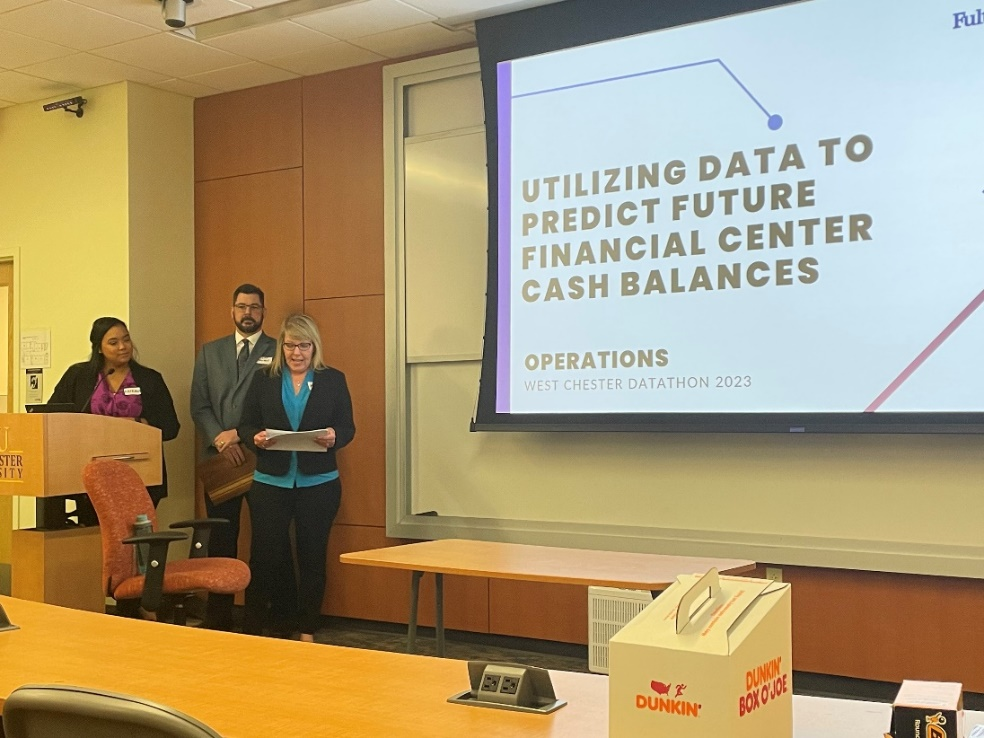 UTILIZING DATA TO
PREDICT FUTURE
FINANCIAL CENTER
CASH BALANCES
OPERATIONS
WEST CHESTER DATATHON 2023
DUNKIN'
DUNKIN'
BOX O' JOE